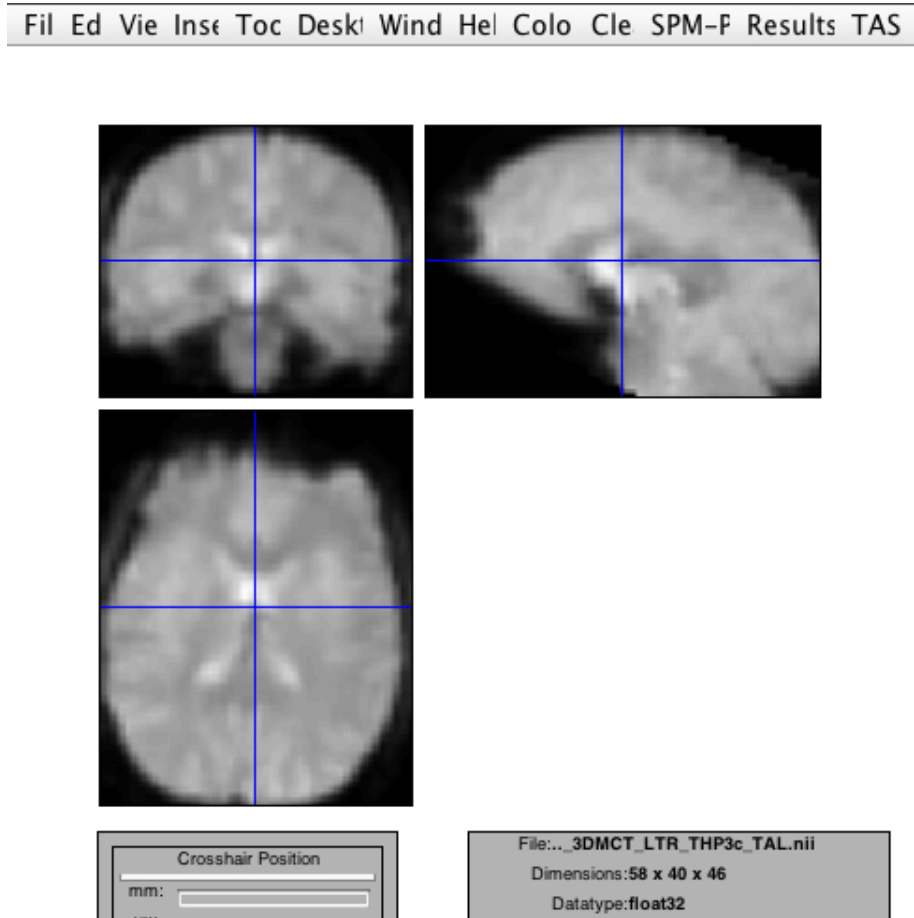 Fil Ed Vie Inse Toc Deskt Wind Hel Colo Cle SPM-F Results TAS
Crosshair Position
mm:
File:.._3DMCT_LTR_THP3c_TAL.nii
Dimensions:58 x 40 x 46
Datatype:float32